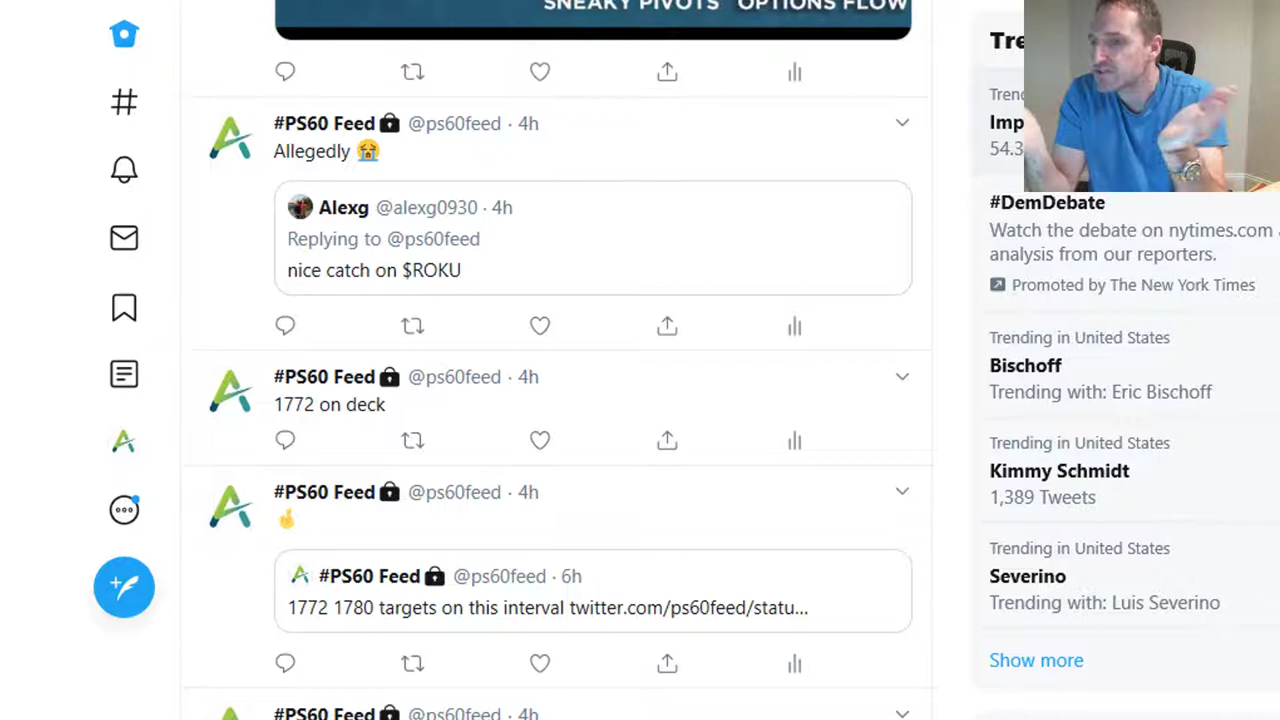 SNEAKY PIVOTS OPTIONS FLOW
#PS60 Feed @ps60feed · 4h
Allegedly 😭
Alexg @alexg0930 · 4h
Replying to @ps60feed
nice catch on $ROKU
#PS60 Feed @ps60feed · 4h
1772 on deck
#PS60 Feed @ps60feed · 4h
#PS60 Feed @ps60feed · 6h
1772 1780 targets on this interval twitter.com/ps60feed/statu...
#PS60 Feed @ps60feed · 4h
Tre
Trend
Imp
54.3
#DemDebate
Watch the debate on nytimes.com
analysis from our reporters.
Promoted by The New York Times
Trending in United States
Bischoff
Trending with: Eric Bischoff
Trending in United States
Kimmy Schmidt
1,389 Tweets
Trending in United States
Severino
Trending with: Luis Severino
Show more